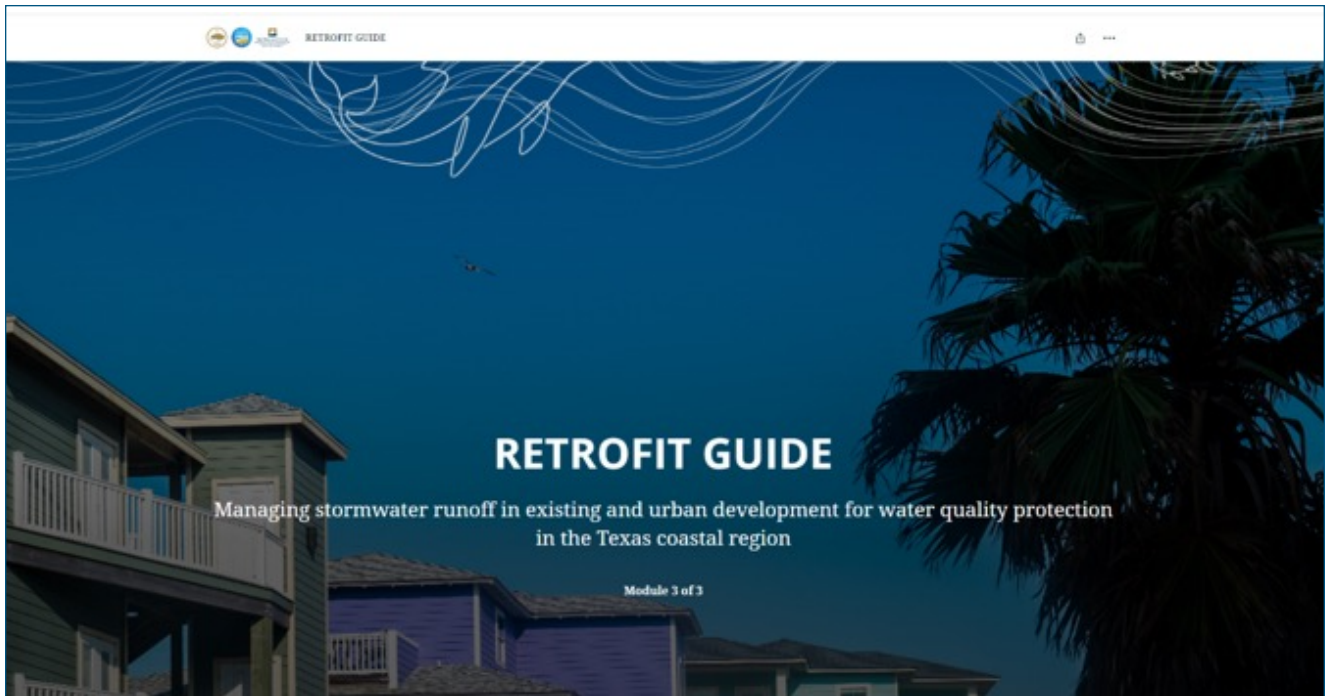 RETROFIT GUIDE
RETROFIT GUIDE
Managing stormwater runoff in existing and urban development for water quality protection
in the Texas coastal region
Module 3 of 3